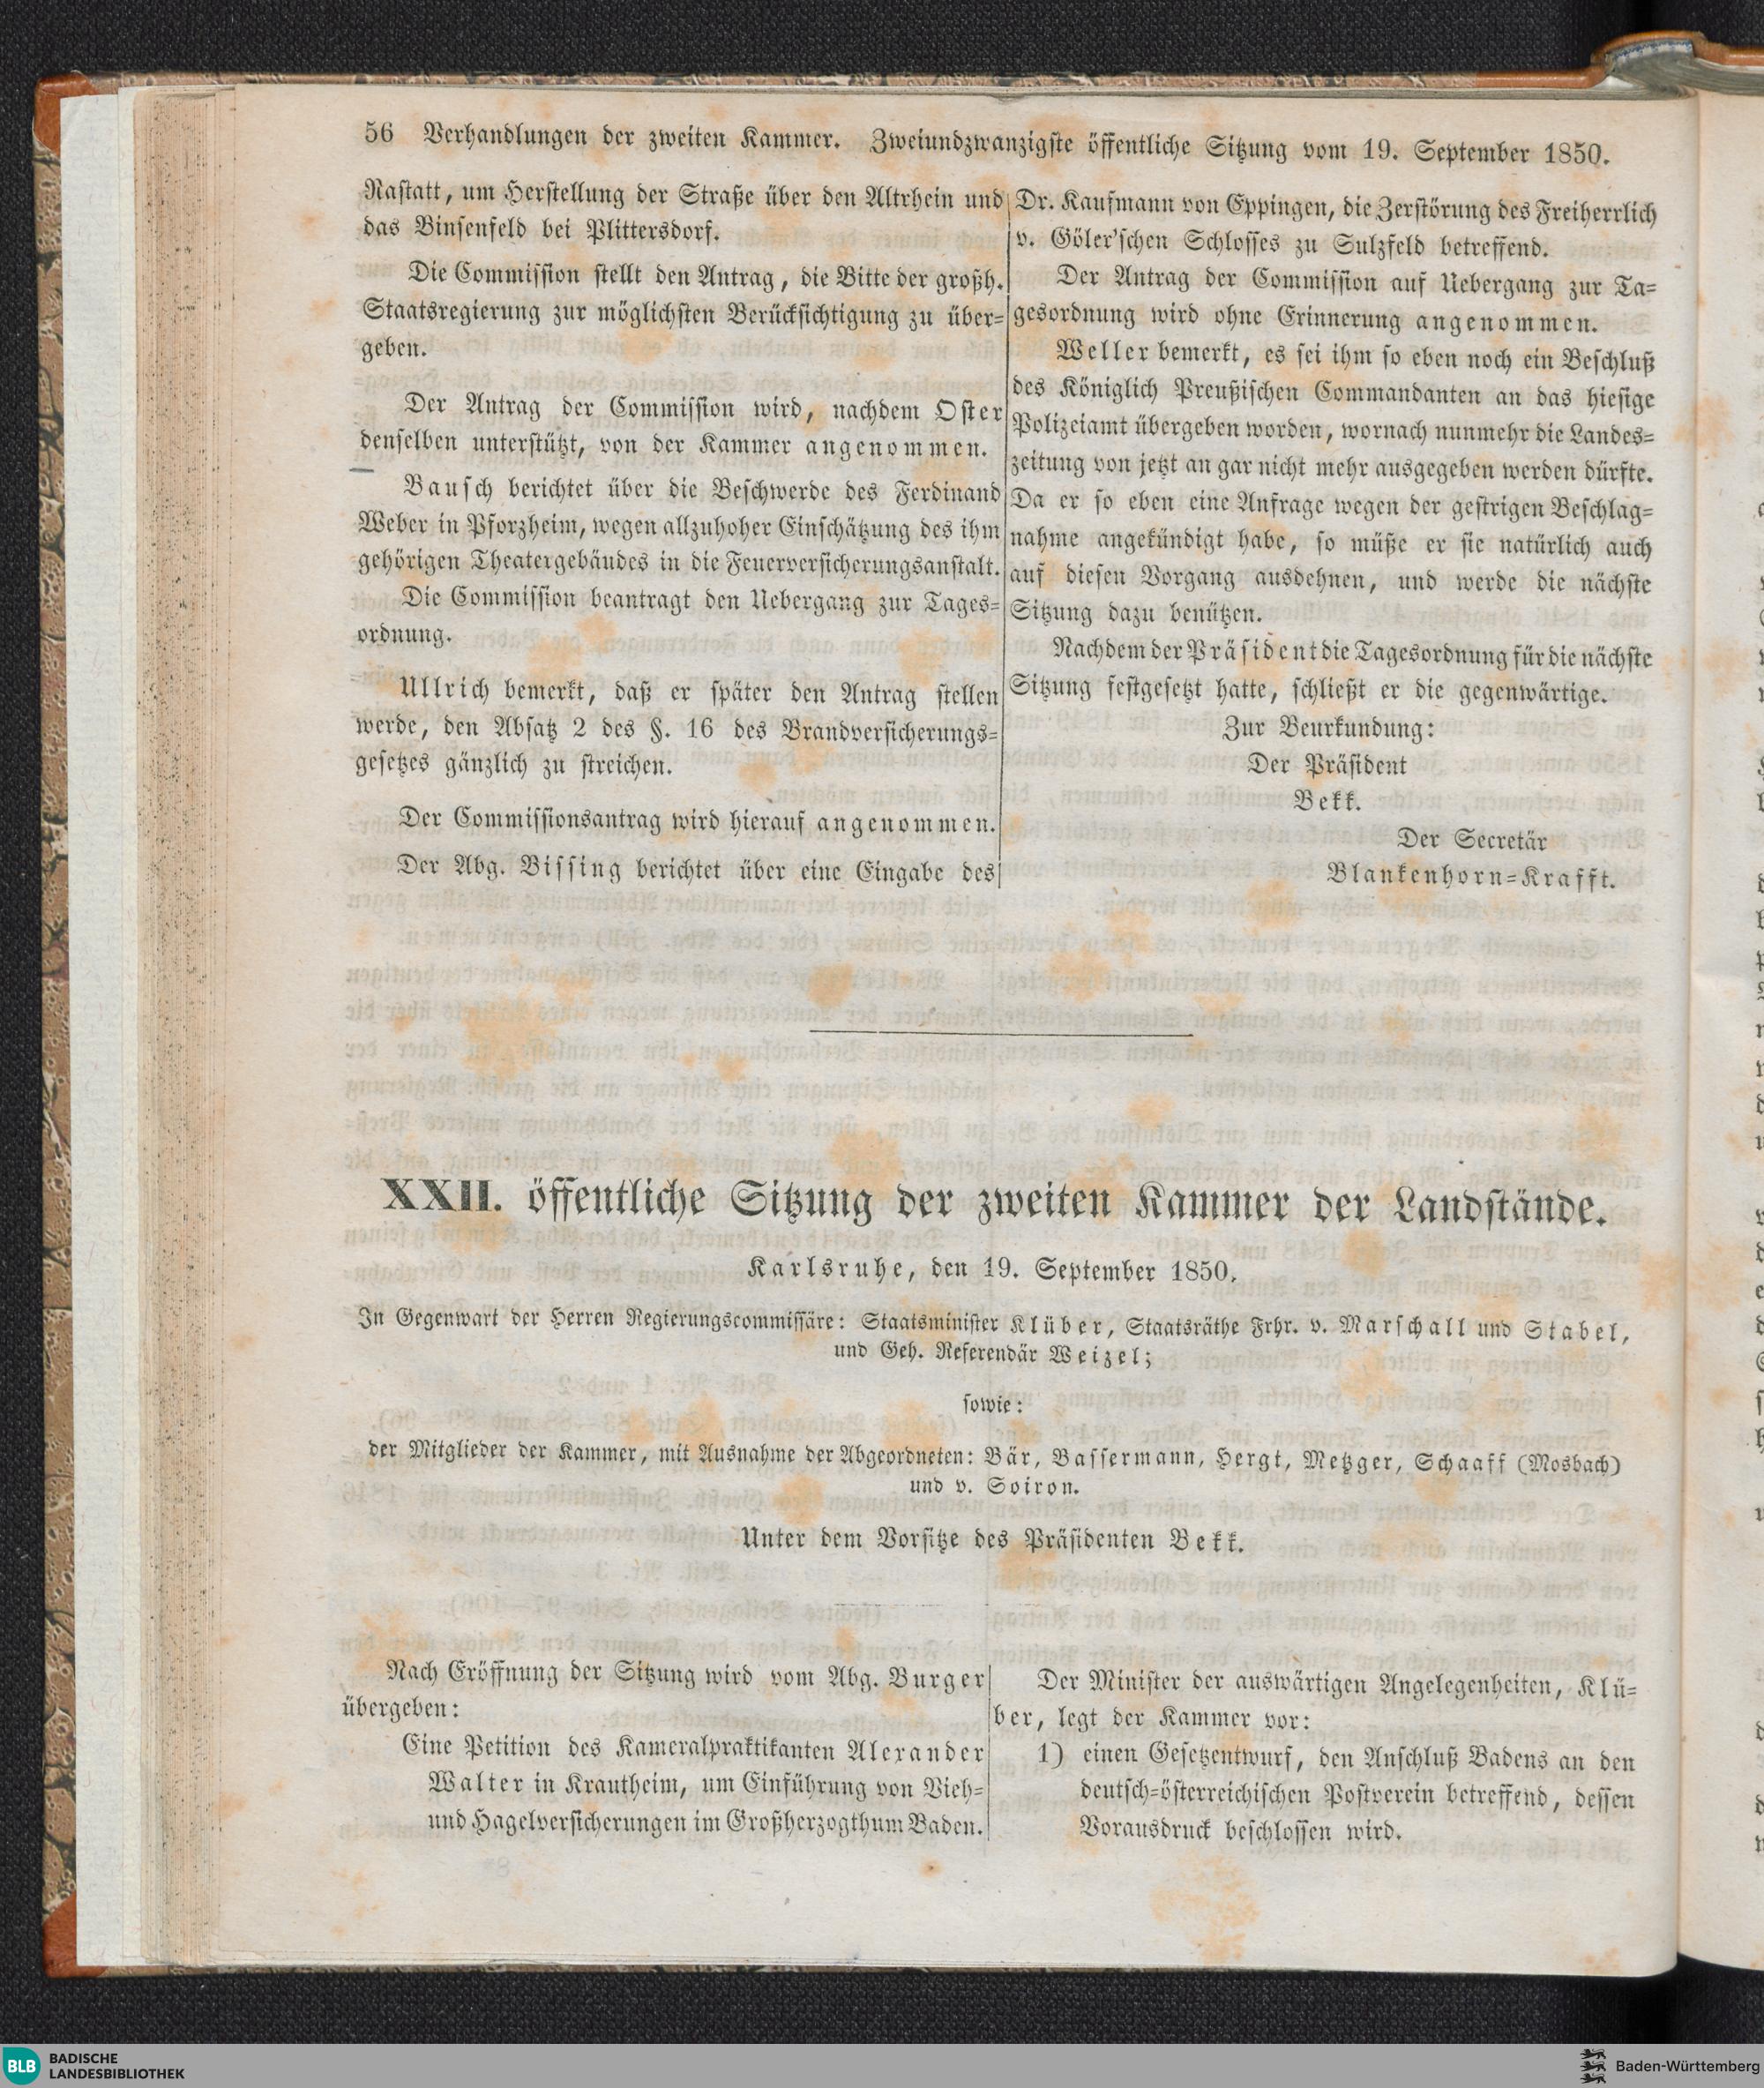 56 Verhandlungen der zweiten Kammer. Zweiundzwanzigste öffentliche Sitzung vom 19. September 1850.
Rastatt, um Herstellung der Straße über den Altrhein und
das Binsenfeld bei Plittersdorf.
Die Commission stellt den Antrag, die Bitte der großh.
Staatsregierung zur möglichsten Berücksichtigung zu über-
geben.
Der Antrag der Commission wird, nachdem Oster
denselben unterstützt, von der Kammer angenommen.
Bausch berichtet über die Beschwerde des Ferdinand
Weber in Pforzheim, wegen allzuhoher Einschätzung des ihm
gehörigen Theatergebäudes in die Feuerversicherungsanstalt.
Die Commission beantragt den Uebergang zur Tages-
ordnung.
Ullrich bemerkt, daß er später den Antrag stellen
werde, den Absatz 2 des §. 16 des Brandversicherungs-
gesetzes gänzlich zu streichen.
Der Commissionsantrag wird hierauf angenommen.
Der Abg. Bissing berichtet über eine Eingabe des
Dr. Kaufmann von Eppingen, die Zerstörung des Freiherrlich
v. Göler'schen Schlosses zu Sulzfeld betreffend.
Der Antrag der Commission auf Uebergang zur Ta-
gesordnung wird ohne Erinnerung angenommen.
Weller bemerkt, es sei ihm so eben noch ein Beschluß
des Königlich Preußischen Commandanten an das hiesige
Polizeiamt übergeben worden, wornach nunmehr die Landes-
zeitung von jetzt an gar nicht mehr ausgegeben werden dürfte.
Da er so eben eine Anfrage wegen der gestrigen Beschlag-
nahme angekündigt habe, so müße er sie natürlich auch
auf diesen Vorgang ausdehnen, und werde die nächste
Sitzung dazu benützen.
Nachdem der Präsident die Tagesordnung für die nächste
Sitzung festgesetzt hatte, schließt er die gegenwärtige.
Zur Beurkundung:
Der Präsident
Bekk.
Der Secretär
Blankenhorn-Krafft.
XXII. öffentliche Sitzung der zweiten Kammer der Landstände.
Karlsruhe, den 19. September 1850.
In Gegenwart der Herren Regierungscommissäre: Staatsminister Klüber, Staatsräthe Frhr. v. Marschall und Stabel,
und Geh. Referendär Weizel;
sowie:
der Mitglieder der Kammer, mit Ausnahme der Abgeordneten: Bär, Bassermann, Hergt, Metzger, Schaaff (Mosbach)
und v. Soiron.
Unter dem Vorsitze des Präsidenten Bekk.
Nach Eröffnung der Sitzung wird vom Abg. Burger
übergeben:
Eine Petition des Kameralpraktikanten Alexander
Walter in Krautheim, um Einführung von Vieh-
und Hagelversicherungen im Großherzogthum Baden.
Der Minister der auswärtigen Angelegenheiten, Klü-
ber, legt der Kammer vor:
1) einen Gesetzentwurf, den Anschluß Badens an den
deutsch-österreichischen Postverein betreffend, dessen
Vorausdruck beschlossen wird.
BLB BADISCHE
LANDESBIBLIOTHEK
Baden-Württemberg